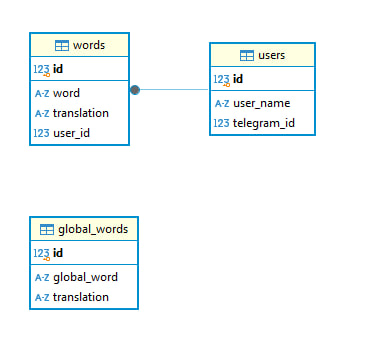 words
123 id
A-Z word
A-Z translation
123 user_id
users
123 id
A-Z user_name
123 telegram_id
global_words
123 id
A-Z global_word
A-Z translation